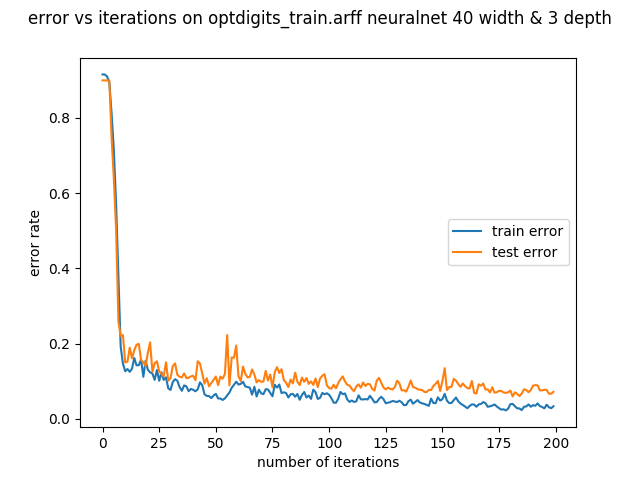 error vs iterations on optdigits_train.arff neuralnet 40 width & 3 depth
error rate
0.8
0.6
0.4
0.2
0.0
train error
test error
0 25 50 75 100 125 150 175 200
number of iterations